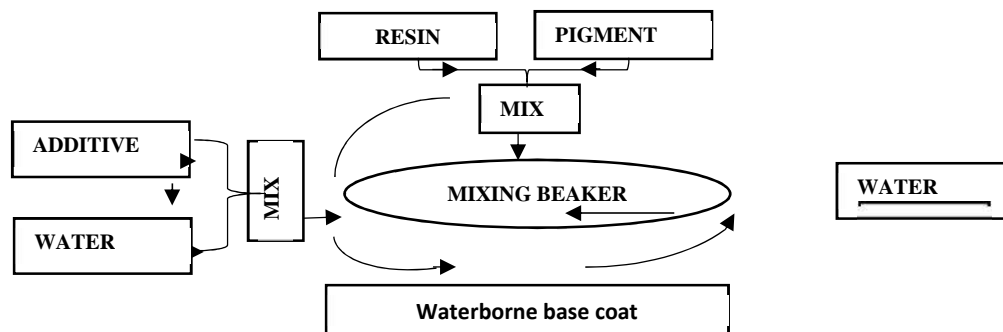 RESIN
PIGMENT
MIX
ADDITIVE
MIX
MIXING BEAKER
WATER
WATER
Waterborne base coat